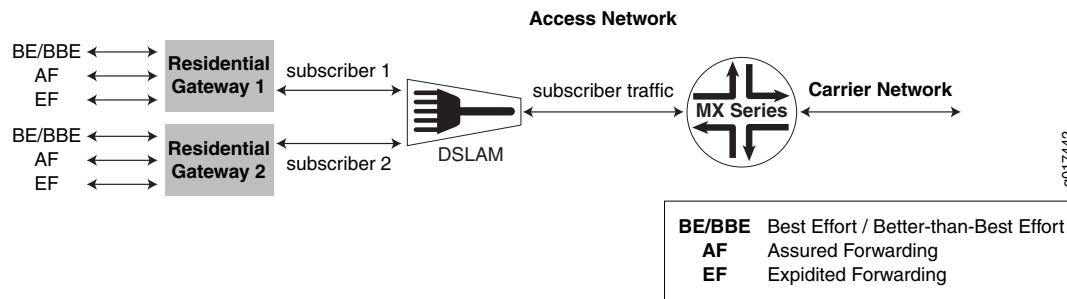 Access Network
BE/BBE
AF
EF
Residential
Gateway 1
subscriber 1
BE/BBE
AF
EF
Residential
Gateway 2
subscriber 2
DSLAM
subscriber traffic
MX Series
Carrier Network
g017443
BE/BBE Best Effort / Better-than-Best Effort
AF Assured Forwarding
EF Expidited Forwarding